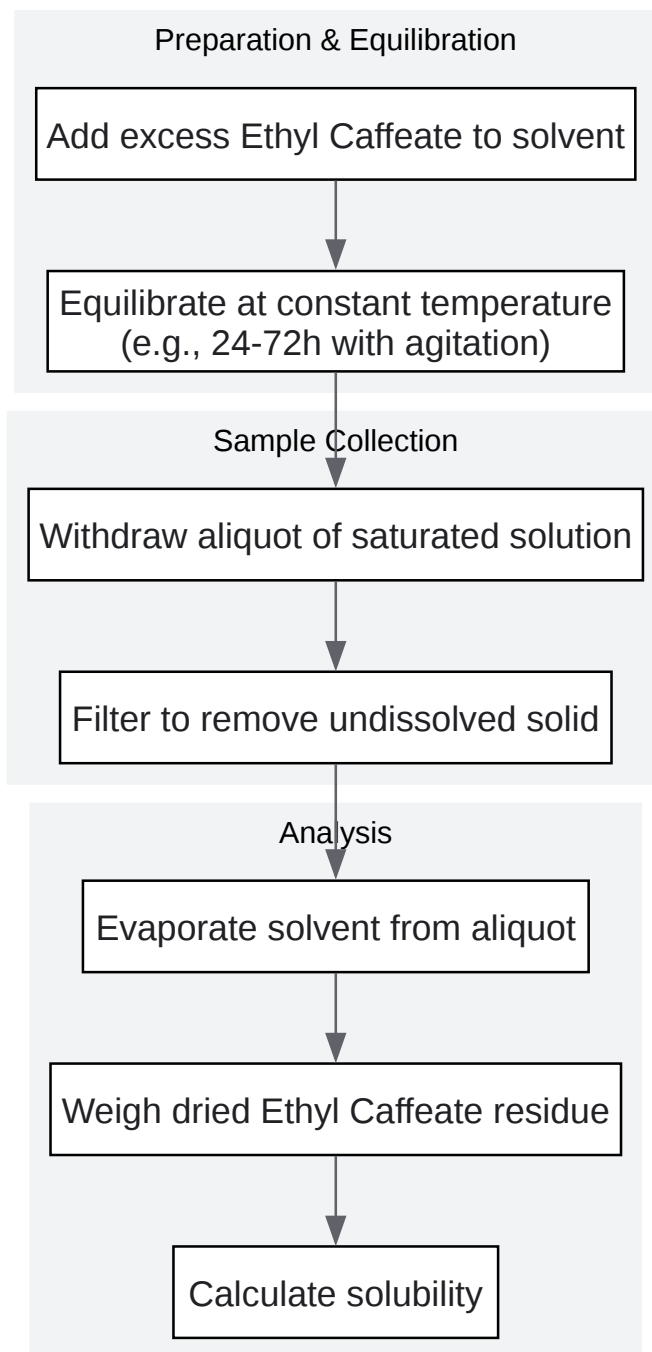 Preparation & Equilibration
Add excess Ethyl Caffeate to solvent
Equilibrate at constant temperature
(e.g., 24-72h with agitation)
Sample Collection
Withdraw aliquot of saturated solution
Filter to remove undissolved solid
Analysis
Evaporate solvent from aliquot
Weigh dried Ethyl Caffeate residue
Calculate solubility